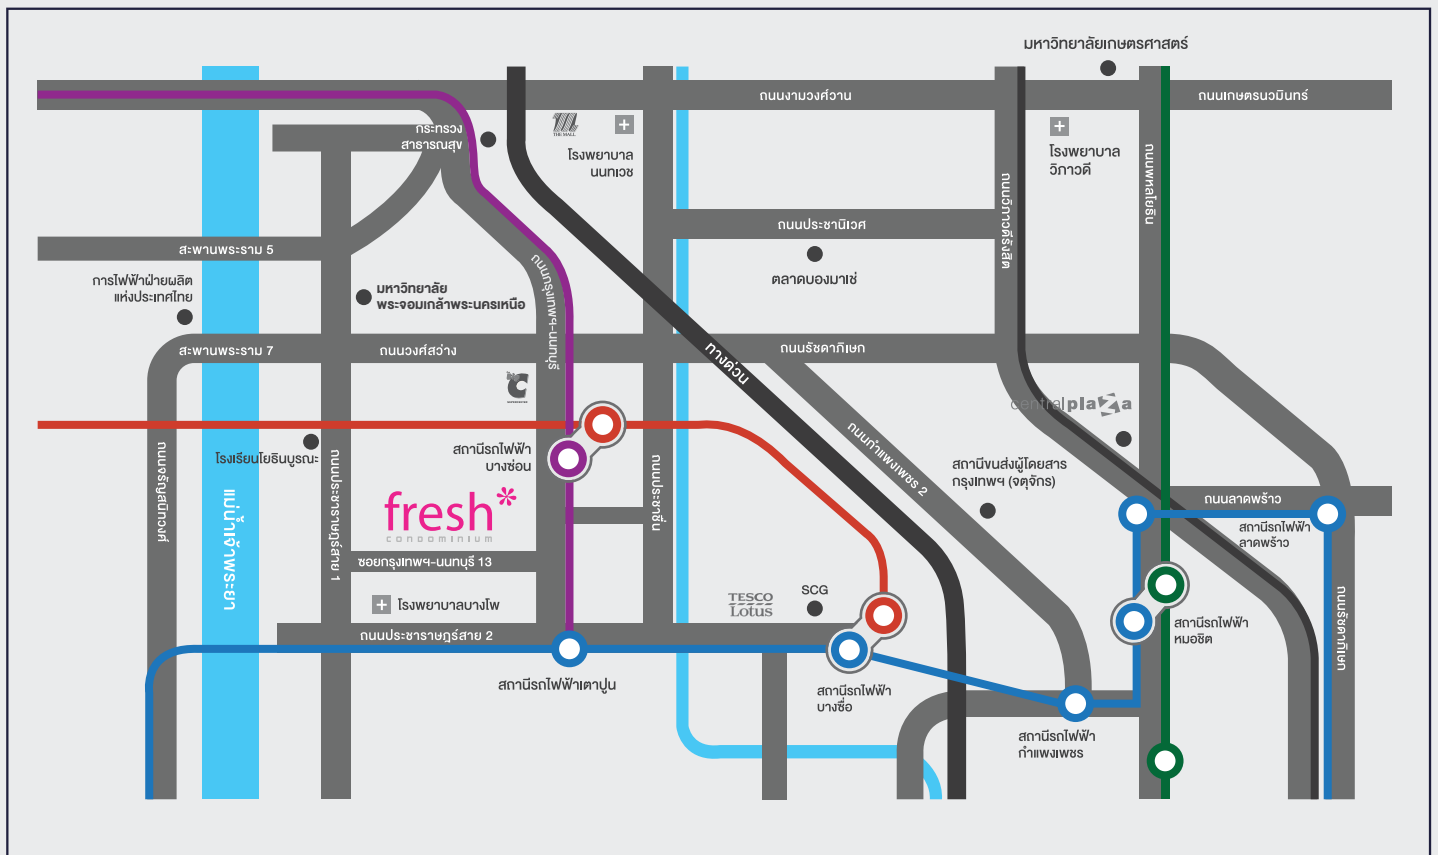 มหาวิทยาลัยเกษตรศาสตร์
ถนนงามวงศ์วาน
ถนนเกษตรนวมินทร์
กระทรวง
สาธารณสุข
THE MALL
โรงพยาบาล
นนทเวช
โรงพยาบาล
วิภาวดี
ถนนวิภาวดีรังสิต
ถนนพหลโยธิน
ถนนประชานิเวศ
ตลาดบองมาเช่
สะพานพระราม 5
การไฟฟ้าฝ่ายผลิต
แห่งประเทศไทย
มหาวิทยาลัย
พระจอมเกล้าพระนครเหนือ
ถนนกรุงเทพฯ-นนทบุรี
สะพานพระราม 7
ถนนวงศ์สว่าง
ถนนรัชดาภิเษก
ทางด่วน
centralplaza
ถนนกำแพงเพชร 2
โรงเรียนโยธินบูรณะ
สถานีรถไฟฟ้า
บางซ่อน
สถานีขนส่งผู้โดยสาร
กรุงเทพฯ (จตุจักร)
ถนนจรัญสนิทวงศ์
แม่น้ำเจ้าพระยา
ถนนประชาราษฎร์สาย 1
fresh*
condominium
ถนนประชาชื่น
ถนนลาดพร้าว
สถานีรถไฟฟ้า
ลาดพร้าว
ซอยกรุงเทพฯ-นนทบุรี 13
โรงพยาบาลบางโพ
TESCO
Lotus
SCG
ถนนประชาราษฎร์สาย 2
สถานีรถไฟฟ้า
หมอชิต
ถนนรัชดาภิเษก
สถานีรถไฟฟ้าเตาปูน
สถานีรถไฟฟ้า
บางซื่อ
สถานีรถไฟฟ้า
กำแพงเพชร